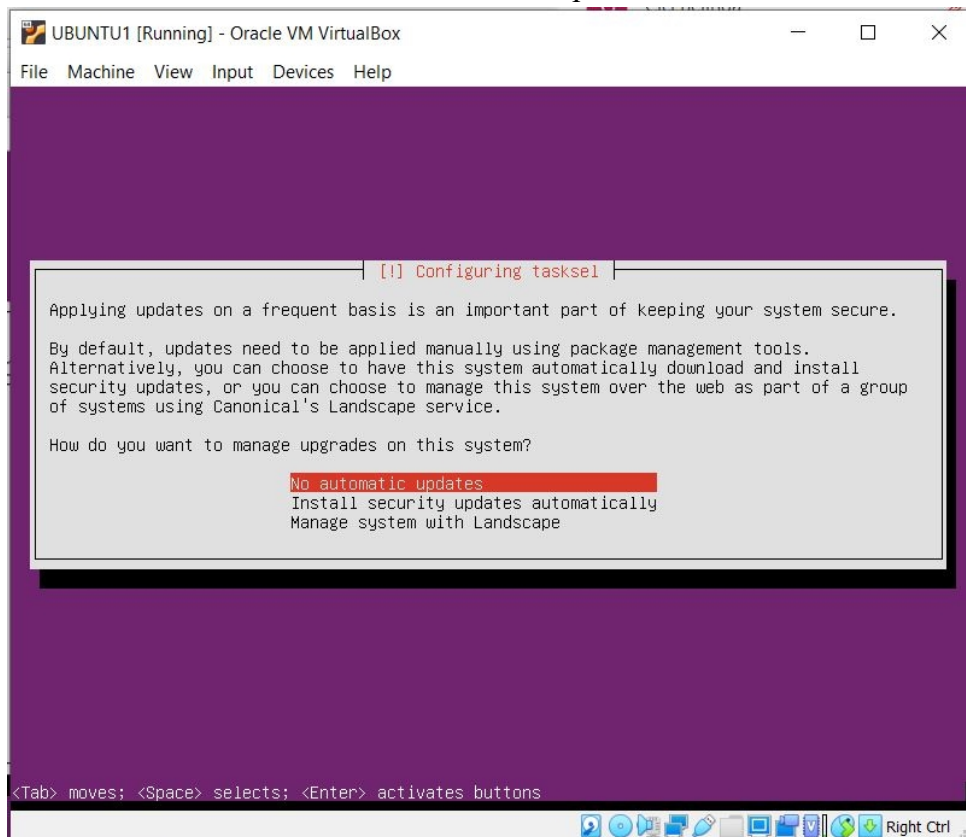 UBUNTU1 [Running] - Oracle VM VirtualBox
File Machine View Input Devices Help
[!] Configuring tasksel
Applying updates on a frequent basis is an important part of keeping your system secure.
By default, updates need to be applied manually using package management tools.
Alternatively, you can choose to have this system automatically download and install
security updates, or you can choose to manage this system over the web as part of a group
of systems using Canonical's Landscape service.
How do you want to manage upgrades on this system?
No automatic updates
Install security updates automatically
Manage system with Landscape
<Tab> moves; <Space> selects; <Enter> activates buttons
Right Ctrl